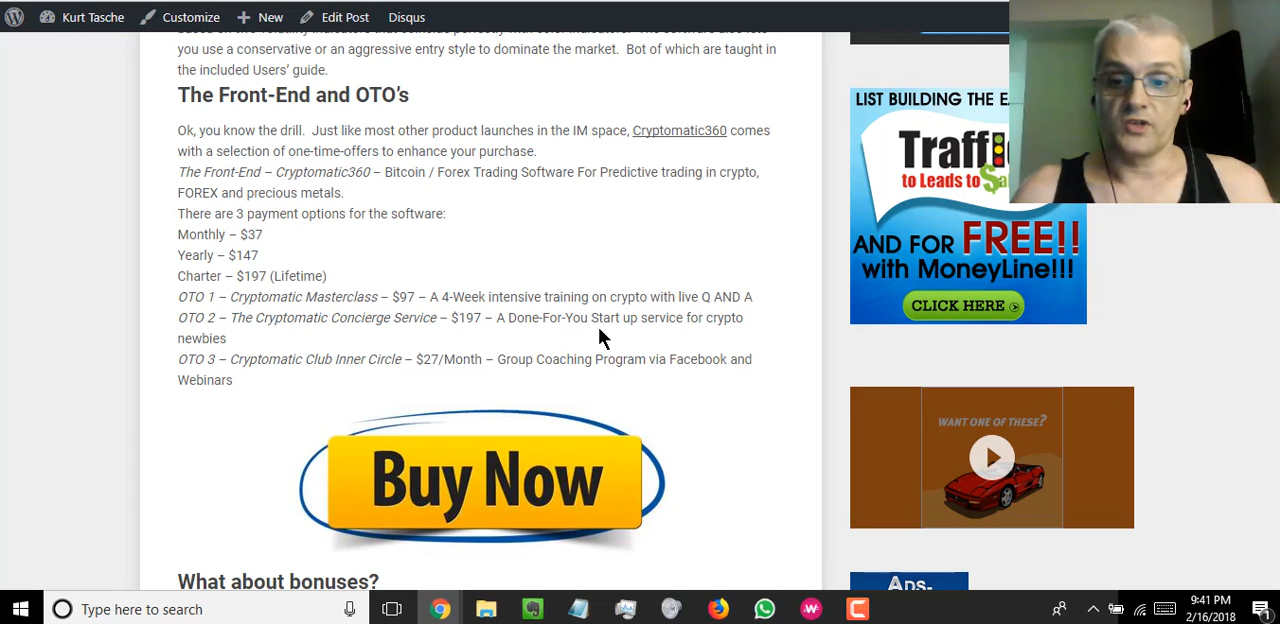 Kurt Tasche
Customize
New
Edit Post
Disqus
you use a conservative or an aggressive entry style to dominate the market. Bot of which are taught in
the included Users' guide.
The Front-End and OTO's
Ok, you know the drill. Just like most other product launches in the IM space, Cryptomatic360 comes
with a selection of one-time-offers to enhance your purchase.
The Front-End – Cryptomatic360 – Bitcoin / Forex Trading Software For Predictive trading in crypto,
FOREX and precious metals.
There are 3 payment options for the software:
Monthly – $37
Yearly – $147
Charter – $197 (Lifetime)
OTO 1 – Cryptomatic Masterclass – $97 – A 4-Week intensive training on crypto with live Q AND A
OTO 2 – The Cryptomatic Concierge Service – $197 – A Done-For-You Start up service for crypto
newbies
OTO 3 – Cryptomatic Club Inner Circle – $27/Month – Group Coaching Program via Facebook and
Webinars
Buy Now
What about bonuses?
LIST BUILDING THE
Traff
to Leads to
AND FOR FREE!!
with MoneyLine!!!
CLICK HERE
WANT ONE OF THESE?
ADS-
Type here to search
9:41 PM
2/16/2018
1